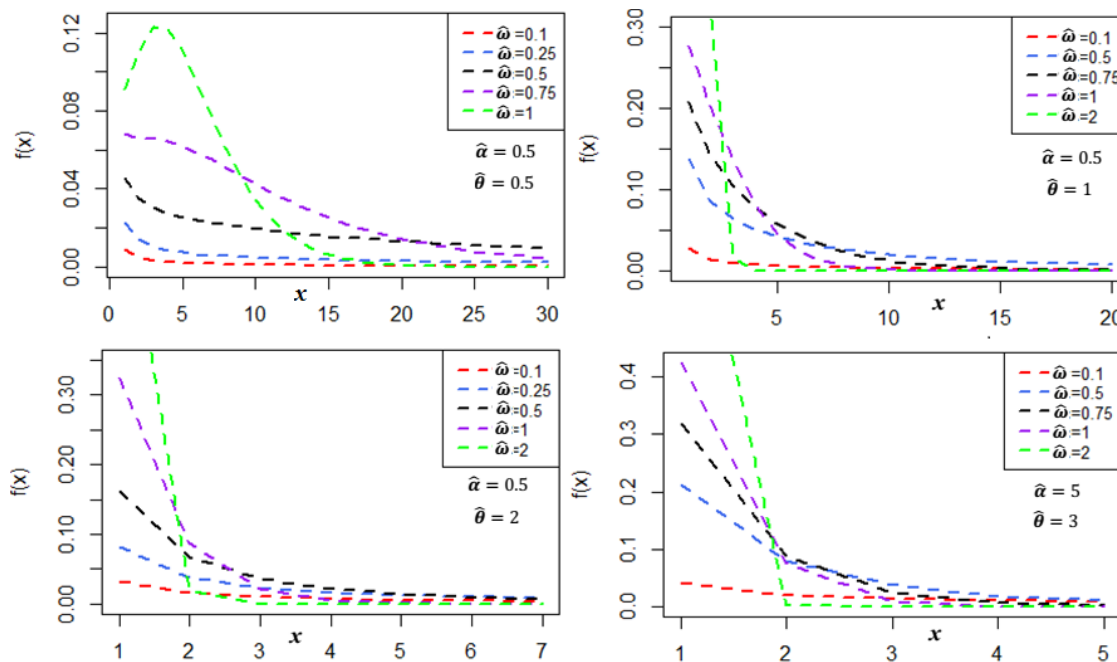 0.12
0.08
0.04
0.00
f(x)
ω̂=0.1
ω̂=0.25
ω̂=0.5
ω̂=0.75
ω̂=1
α̂ = 0.5
θ̂ = 0.5
0 5 10 15 20 25 30
x
0.30
0.20
0.10
0.00
f(x)
ω̂=0.1
ω̂=0.5
ω̂=0.75
ω̂=1
ω̂=2
α̂ = 0.5
θ̂ = 1
5 10 15 20
x
0.30
0.20
0.10
0.00
f(x)
ω̂=0.1
ω̂=0.25
ω̂=0.5
ω̂=1
ω̂=2
α̂ = 0.5
θ̂ = 2
1 2 3 4 5 6 7
x
0.4
0.3
0.2
0.1
0.0
f(x)
ω̂=0.1
ω̂=0.5
ω̂=0.75
ω̂=1
ω̂=2
α̂ = 5
θ̂ = 3
1 2 3 4 5
x